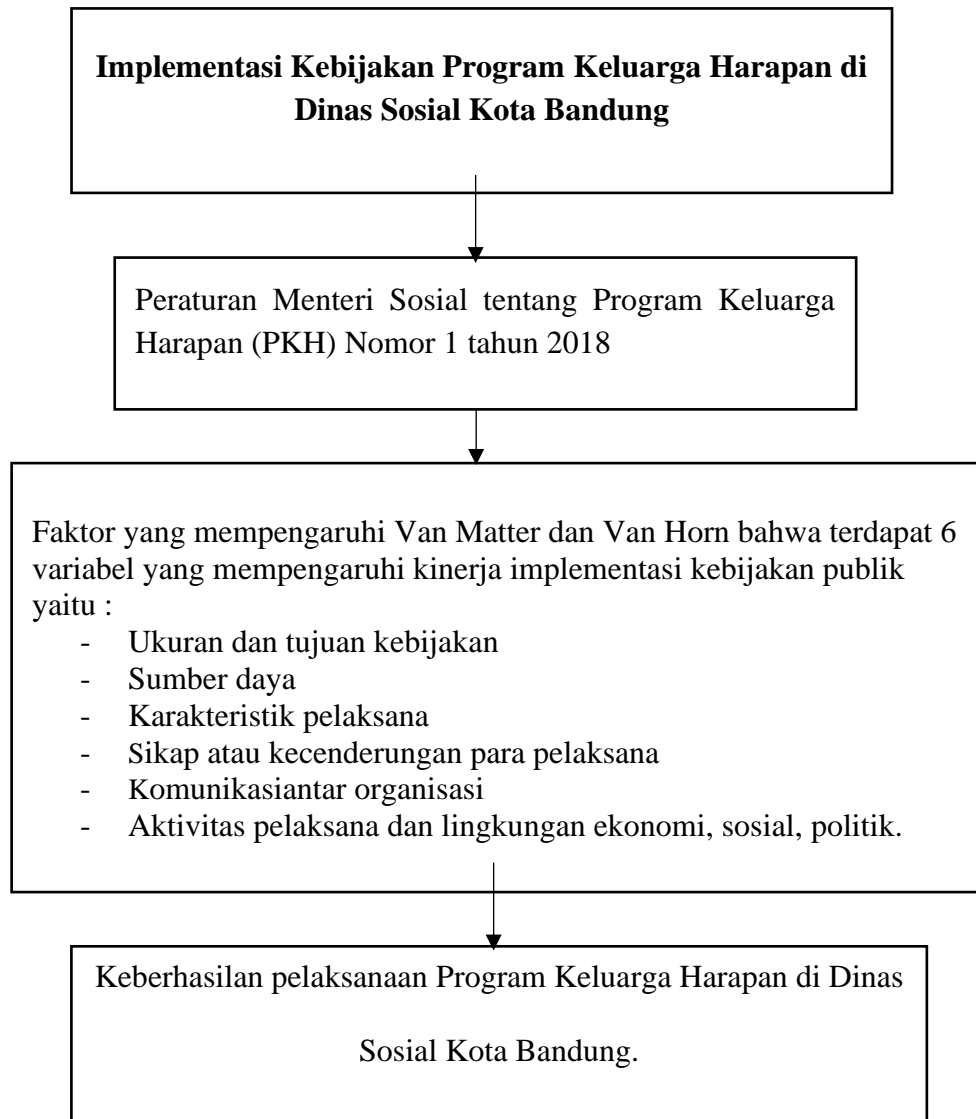 Implementasi Kebijakan Program Keluarga Harapan di
Dinas Sosial Kota Bandung
Peraturan Menteri Sosial tentang Program Keluarga
Harapan (PKH) Nomor 1 tahun 2018
Faktor yang mempengaruhi Van Matter dan Van Horn bahwa terdapat 6
variabel yang mempengaruhi kinerja implementasi kebijakan publik
yaitu :
- Ukuran dan tujuan kebijakan
- Sumber daya
- Karakteristik pelaksana
- Sikap atau kecenderungan para pelaksana
- Komunikasiantar organisasi
- Aktivitas pelaksana dan lingkungan ekonomi, sosial, politik.
Keberhasilan pelaksanaan Program Keluarga Harapan di Dinas
Sosial Kota Bandung.